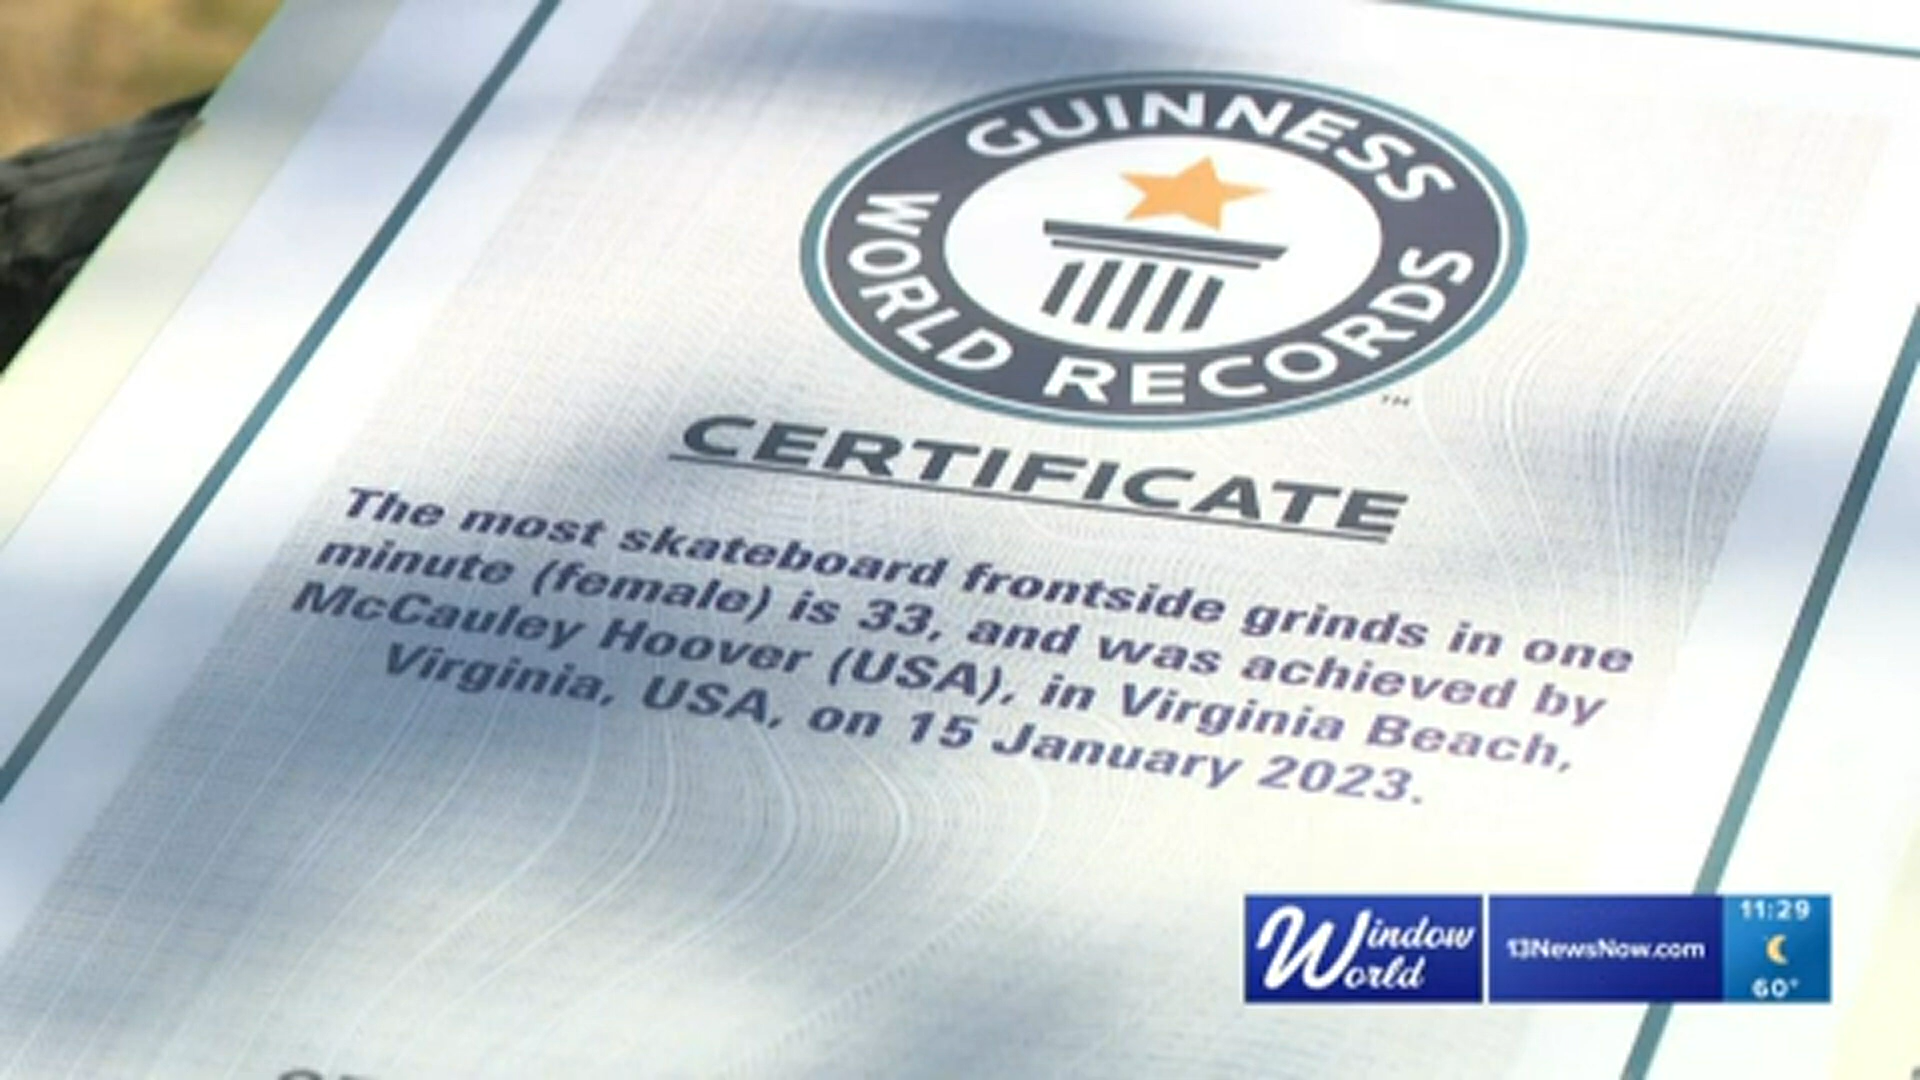 GUINNESS
WORLD RECORDS
™
CERTIFICATE
The most skateboard frontside grinds in one
minute (female) is 33, and was achieved by
McCauley Hoover (USA), in Virginia Beach,
Virginia, USA, on 15 January 2023.
Window
World
13NewsNow.com
11:29
60°